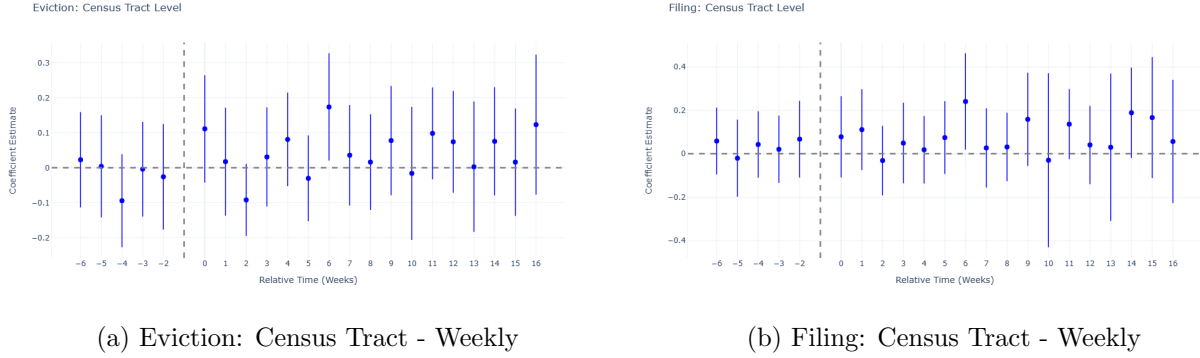 Eviction: Census Tract Level
Coefficient Estimate
0.3
0.2
0.1
0
−0.1
−0.2
−6 −5 −4 −3 −2 0 1 2 3 4 5 6 7 8 9 10 11 12 13 14 15 16
Relative Time (Weeks)
(a) Eviction: Census Tract - Weekly
Filing: Census Tract Level
Coefficient Estimate
0.4
0.2
0
−0.2
−0.4
−6 −5 −4 −3 −2 0 1 2 3 4 5 6 7 8 9 10 11 12 13 14 15 16
Relative Time (Weeks)
(b) Filing: Census Tract - Weekly